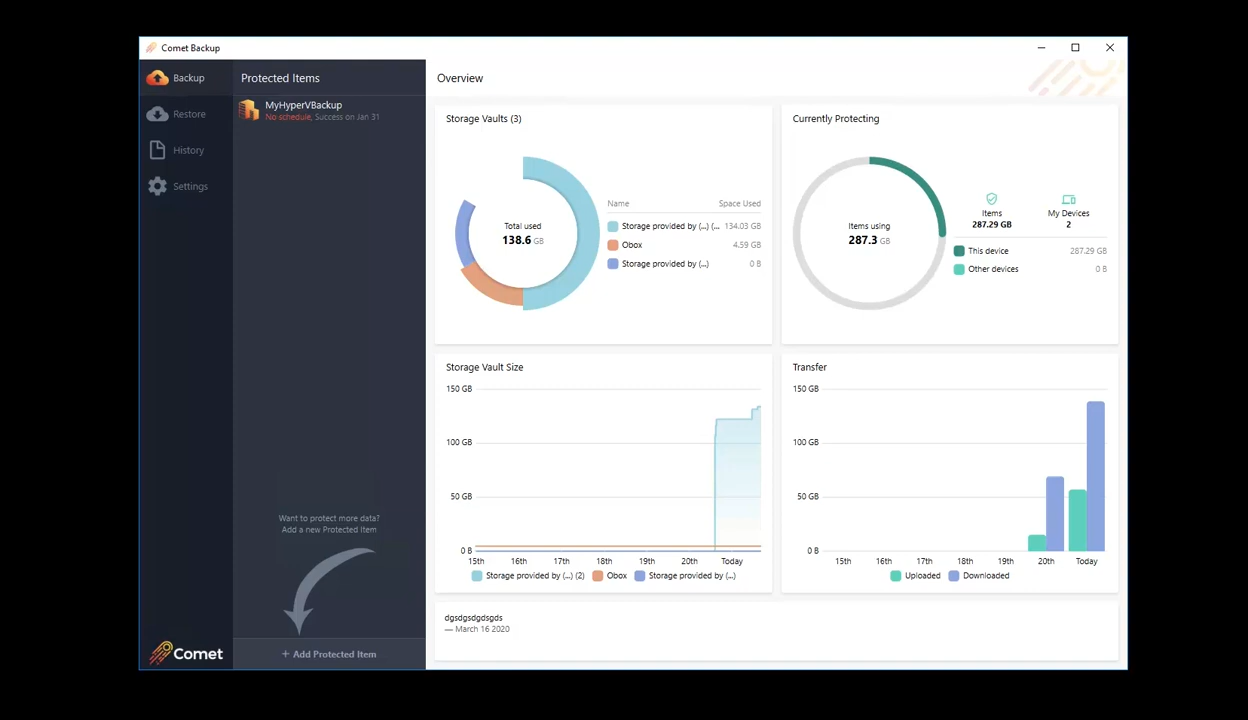 Comet Backup
Backup
Restore
History
Settings
Comet
Protected Items
MyHyperVBackup
No schedule, Success on Jan 31
Want to protect more data?
Add a new Protected Item
+ Add Protected Item
Overview
Storage Vaults (3)
Total used
138.6 GB
Name Space Used
Storage provided by (...) (... 134.03 GB
Obox 4.59 GB
Storage provided by (...) 0 B
Currently Protecting
Items using
287.3 GB
Items
287.29 GB
My Devices
2
This device 287.29 GB
Other devices 0 B
Storage Vault Size
150 GB
100 GB
50 GB
0 B
15th 16th 17th 18th 19th 20th Today
Storage provided by (...) (2) Obox Storage provided by (...)
Transfer
150 GB
100 GB
50 GB
0 B
15th 16th 17th 18th 19th 20th Today
Uploaded Downloaded
dgsdgsdgdsgds
— March 16 2020